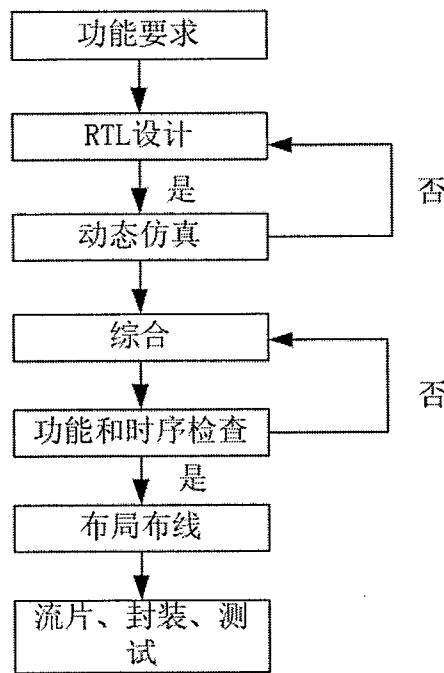 功能要求
RTL设计
是
否
动态仿真
综合
否
功能和时序检查
是
布局布线
流片、封装、测
试